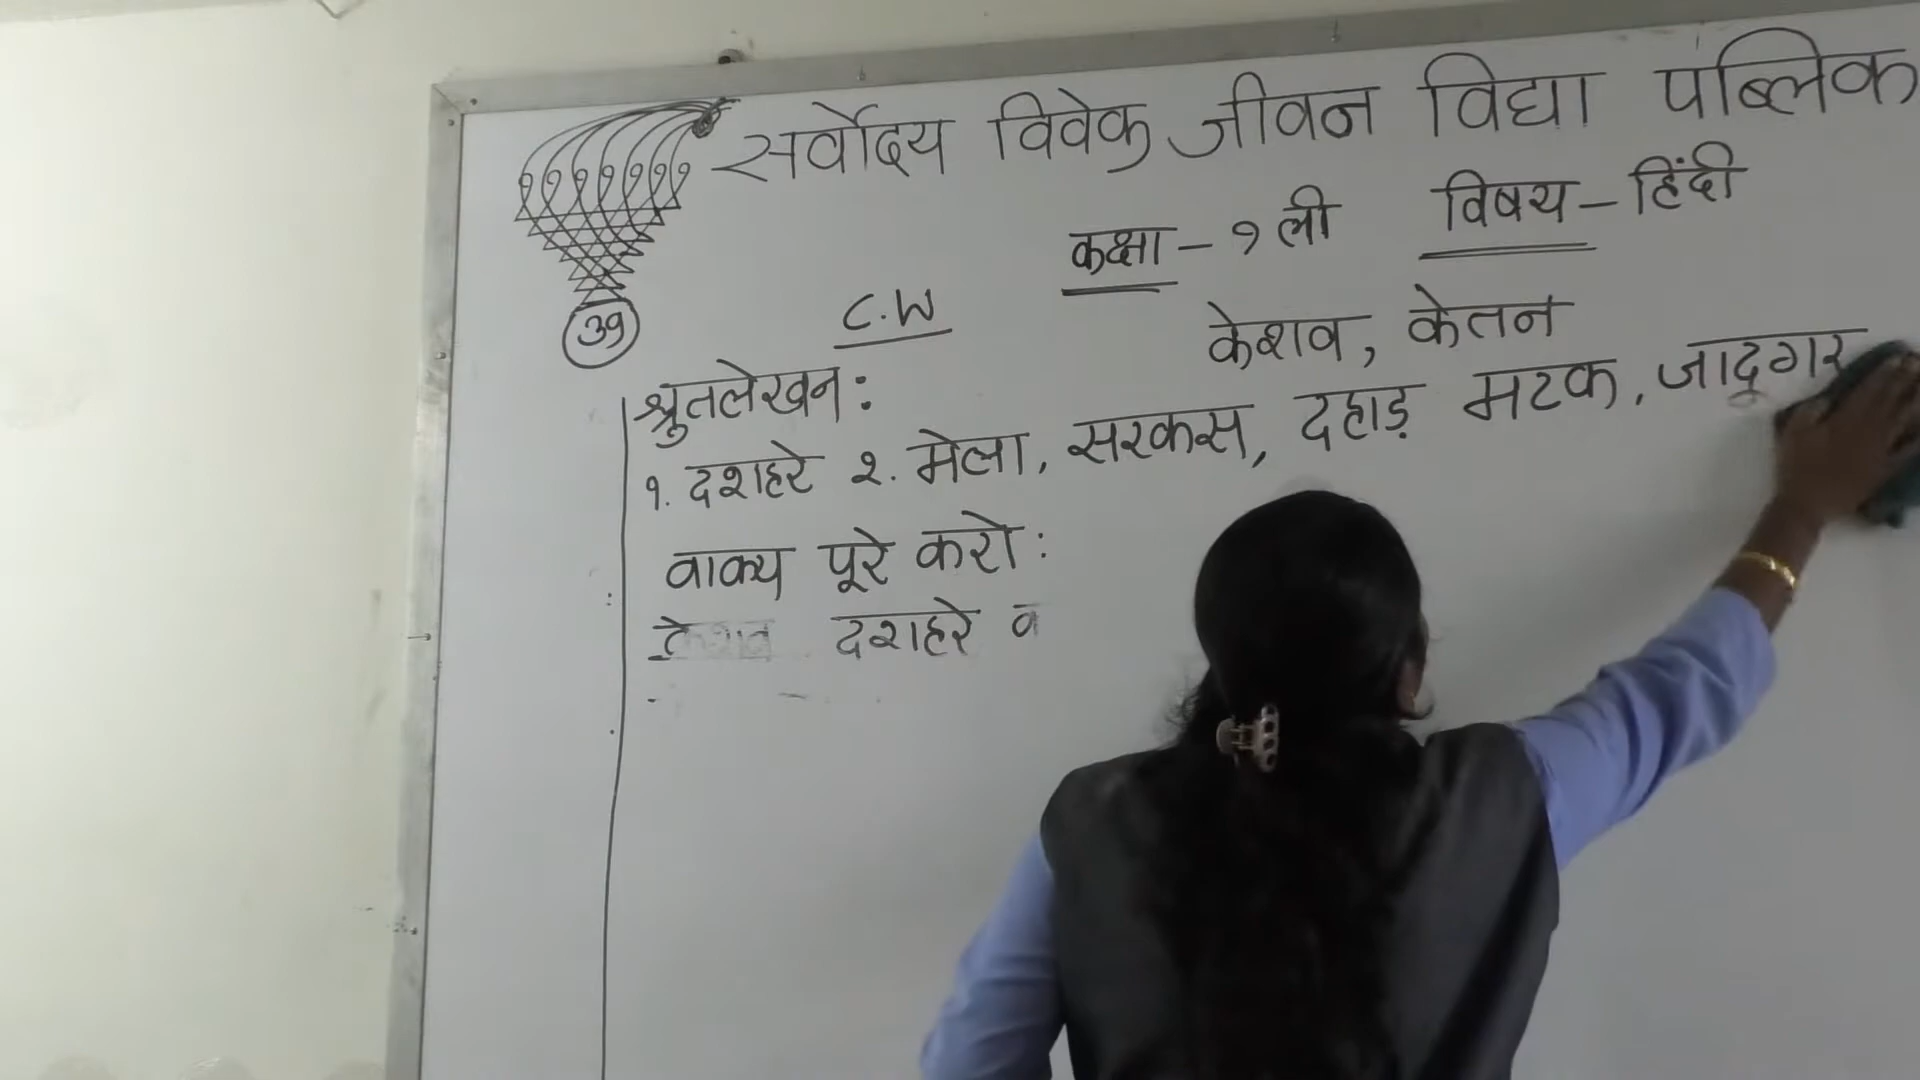 सर्वोदय विवेक जीवन विद्या पब्लिक
कक्षा - १ ली विषय - हिंदी
39
C.W
केशव, केतन
श्रुतलेखन:
१. दशहरे २. मेला, सरकस, दहाड़ मटक, जादूगर
वाक्य पूरे करो:
दशहरे